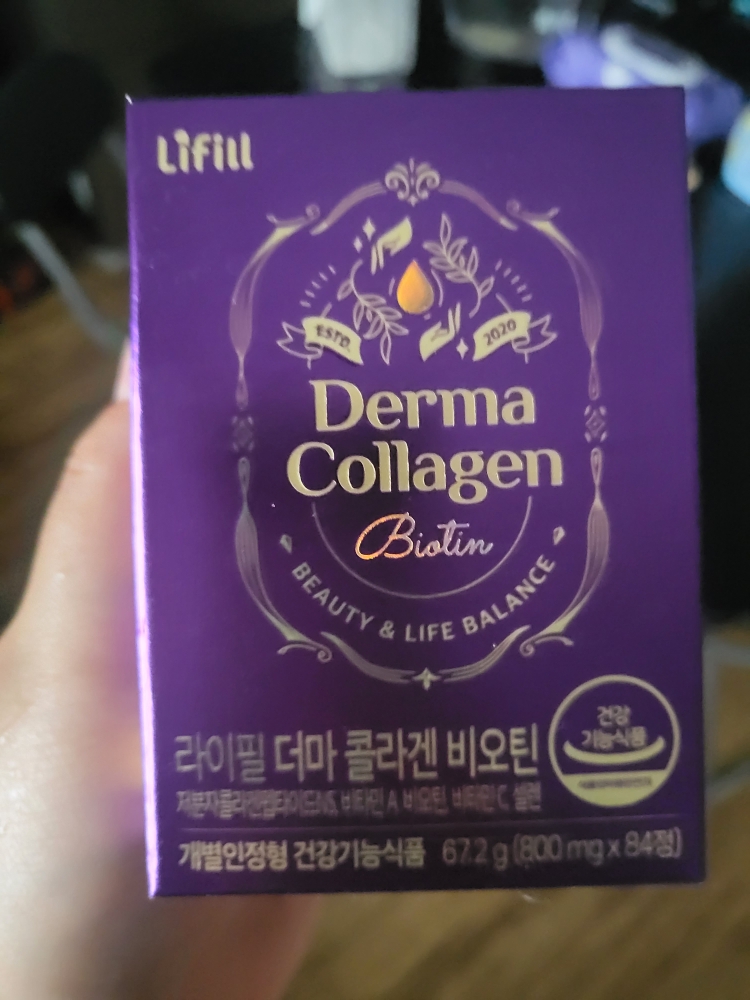 Lifill
ESTD. 2020
Derma
Collagen
Biotin
BEAUTY & LIFE BALANCE
라이필 더마 콜라겐 비오틴
저분자콜라겐펩타이드NS, 비타민 A, 비오틴, 비타민 C, 셀렌
건강
기능식품
개별인정형 건강기능식품 67.2 g (800 mg x 84정)